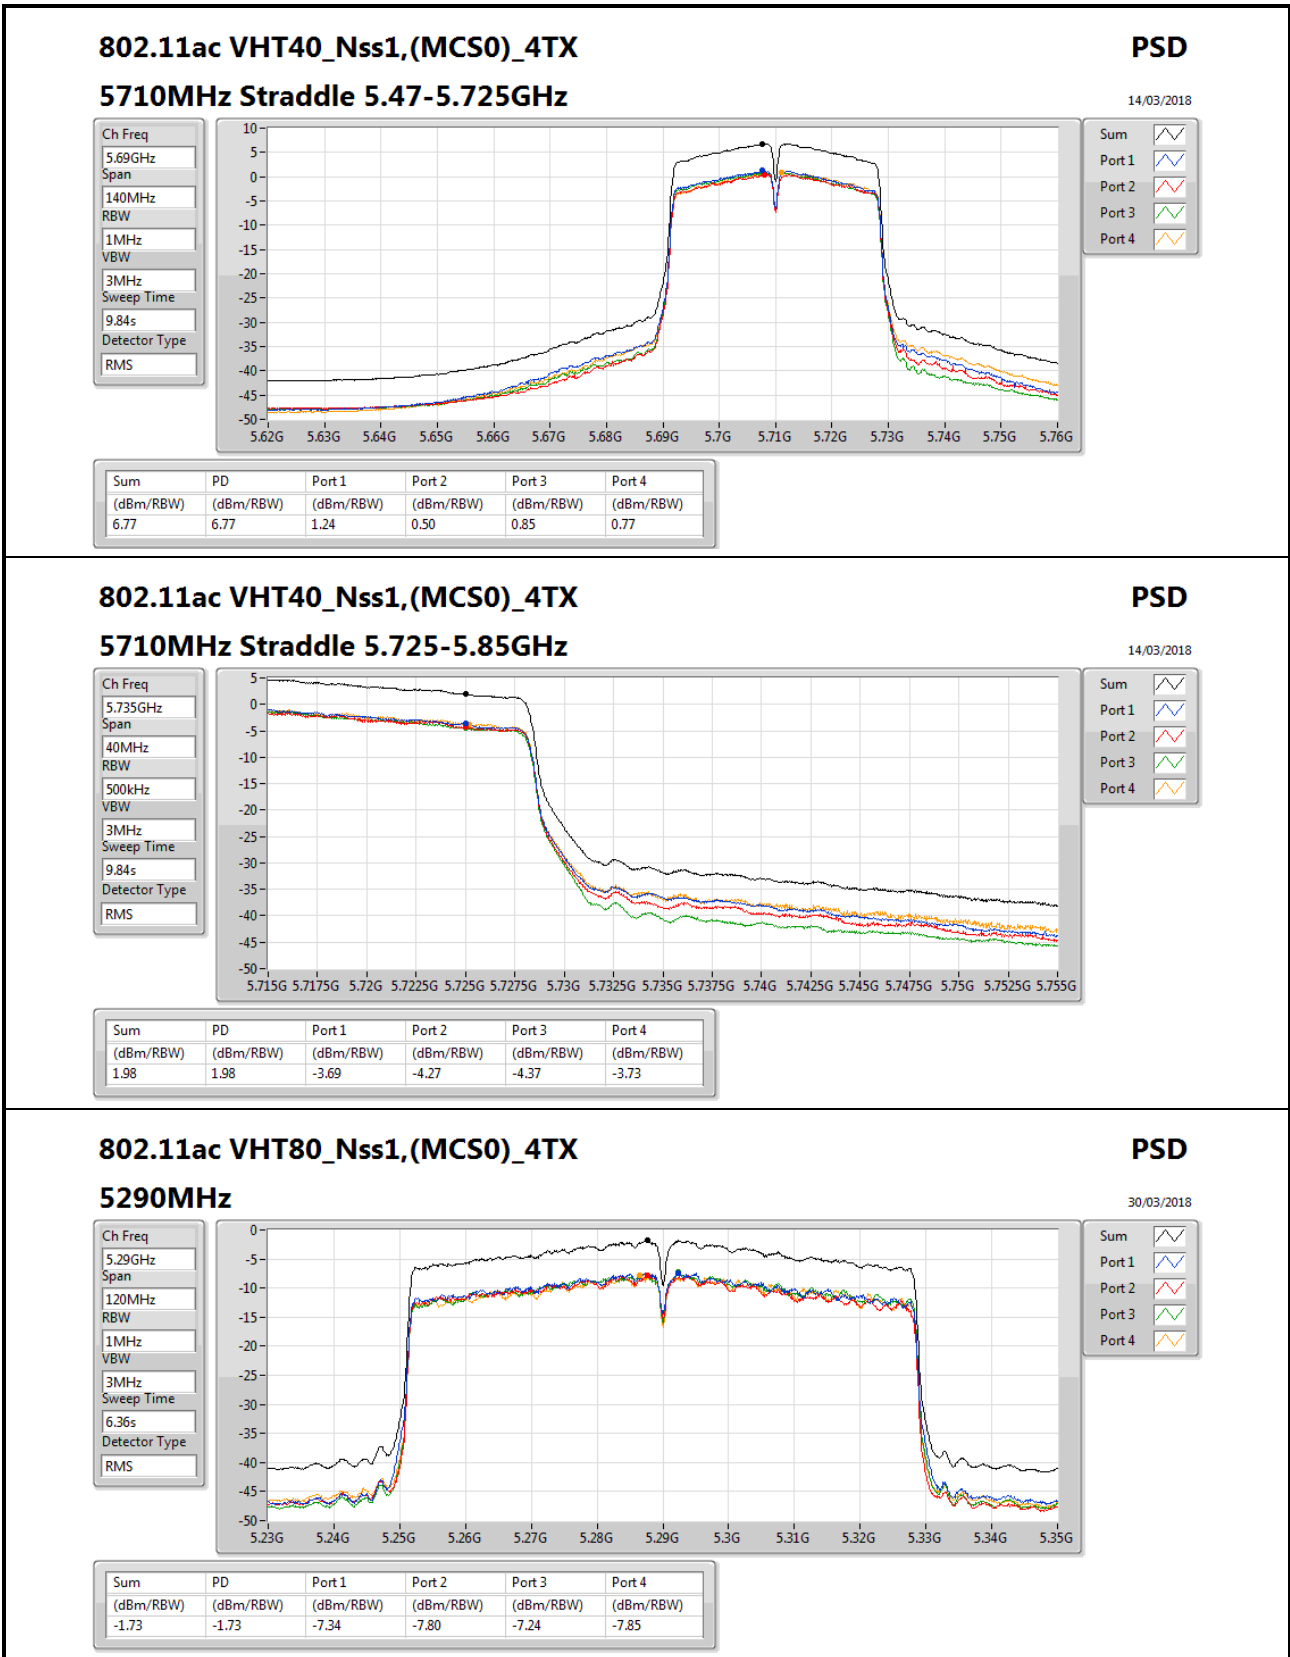 802.11ac VHT40_Nss1,(MCS0)_4TX PSD
5710MHz Straddle 5.47-5.725GHz 14/03/2018
Ch Freq
5.69GHz
Span
140MHz
RBW
1MHz
VBW
3MHz
Sweep Time
9.84s
Detector Type
RMS
10
5
0
-5
-10
-15
-20
-25
-30
-35
-40
-45
-50
5.62G 5.63G 5.64G 5.65G 5.66G 5.67G 5.68G 5.69G 5.7G 5.71G 5.72G 5.73G 5.74G 5.75G 5.76G
Sum
Port 1
Port 2
Port 3
Port 4
Sum PD Port 1 Port 2 Port 3 Port 4
(dBm/RBW) (dBm/RBW) (dBm/RBW) (dBm/RBW) (dBm/RBW) (dBm/RBW)
6.77 6.77 1.24 0.50 0.85 0.77
802.11ac VHT40_Nss1,(MCS0)_4TX PSD
5710MHz Straddle 5.725-5.85GHz 14/03/2018
Ch Freq
5.735GHz
Span
40MHz
RBW
500kHz
VBW
3MHz
Sweep Time
9.84s
Detector Type
RMS
5
0
-5
-10
-15
-20
-25
-30
-35
-40
-45
-50
5.715G 5.7175G 5.72G 5.7225G 5.725G 5.7275G 5.73G 5.7325G 5.735G 5.7375G 5.74G 5.7425G 5.745G 5.7475G 5.75G 5.7525G 5.755G
Sum
Port 1
Port 2
Port 3
Port 4
Sum PD Port 1 Port 2 Port 3 Port 4
(dBm/RBW) (dBm/RBW) (dBm/RBW) (dBm/RBW) (dBm/RBW) (dBm/RBW)
1.98 1.98 -3.69 -4.27 -4.37 -3.73
802.11ac VHT80_Nss1,(MCS0)_4TX PSD
5290MHz 30/03/2018
Ch Freq
5.29GHz
Span
120MHz
RBW
1MHz
VBW
3MHz
Sweep Time
6.36s
Detector Type
RMS
0
-5
-10
-15
-20
-25
-30
-35
-40
-45
-50
5.23G 5.24G 5.25G 5.26G 5.27G 5.28G 5.29G 5.3G 5.31G 5.32G 5.33G 5.34G 5.35G
Sum
Port 1
Port 2
Port 3
Port 4
Sum PD Port 1 Port 2 Port 3 Port 4
(dBm/RBW) (dBm/RBW) (dBm/RBW) (dBm/RBW) (dBm/RBW) (dBm/RBW)
-1.73 -1.73 -7.34 -7.80 -7.24 -7.85